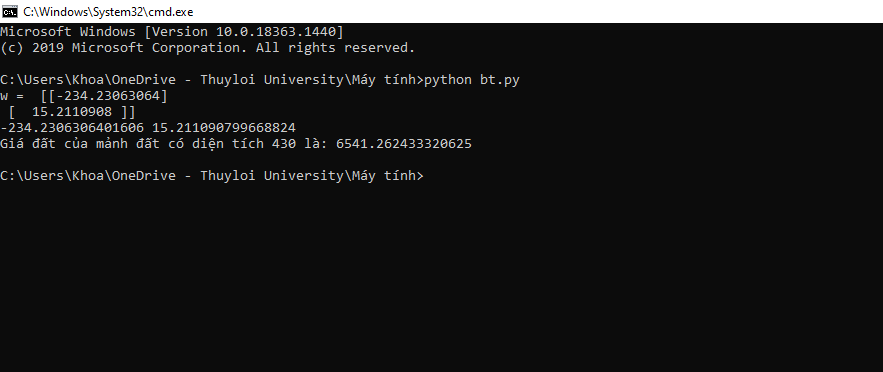 C:\Windows\System32\cmd.exe
Microsoft Windows [Version 10.0.18363.1440]
(c) 2019 Microsoft Corporation. All rights reserved.
C:\Users\Khoa\OneDrive - Thuyloi University\Máy tính>python bt.py
w =  [[-234.23063064]
 [  15.2110908 ]]
-234.2306306401606 15.211090799668824
Giá đất của mảnh đất có diện tích 430 là: 6541.262433320625
C:\Users\Khoa\OneDrive - Thuyloi University\Máy tính>